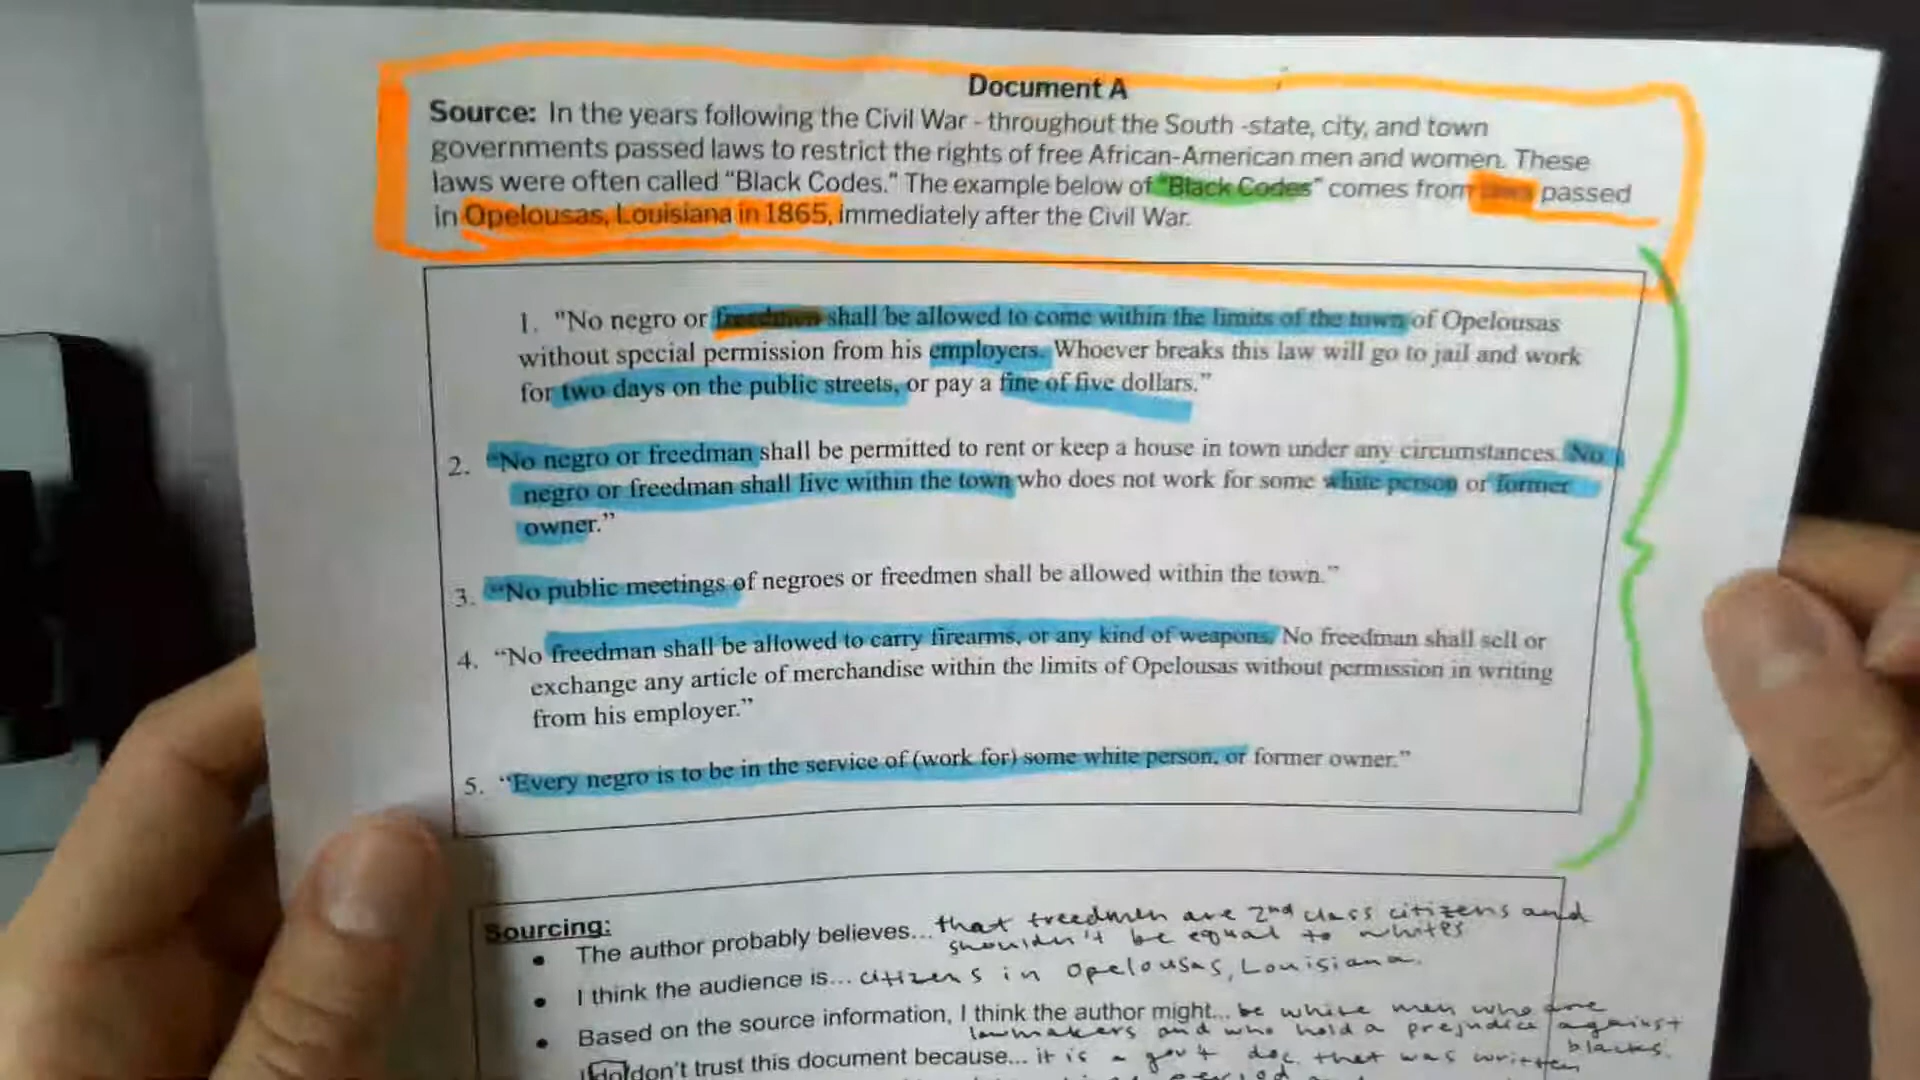 Document A
Source: In the years following the Civil War - throughout the South -state, city, and town
governments passed laws to restrict the rights of free African-American men and women. These
laws were often called “Black Codes.” The example below of “Black Codes” comes from laws passed
in Opelousas, Louisiana in 1865, immediately after the Civil War.
1. "No negro or freedmen shall be allowed to come within the limits of the town of Opelousas
without special permission from his employers. Whoever breaks this law will go to jail and work
for two days on the public streets, or pay a fine of five dollars.”
2. “No negro or freedman shall be permitted to rent or keep a house in town under any circumstances. No
negro or freedman shall live within the town who does not work for some white person or former
owner.”
3. “No public meetings of negroes or freedmen shall be allowed within the town.”
4. “No freedman shall be allowed to carry firearms, or any kind of weapons. No freedman shall sell or
exchange any article of merchandise within the limits of Opelousas without permission in writing
from his employer.”
5. “Every negro is to be in the service of (work for) some white person, or former owner.”
Sourcing:
• The author probably believes... that freedmen are 2nd class citizens and
shouldn't be equal to whites
• I think the audience is... citizens in Opelousas, Louisiana.
• Based on the source information, I think the author might... be white men who are
lawmakers and who hold a prejudice against
blacks.
I do/don't trust this document because... it is a gov't doc. that was written
period and